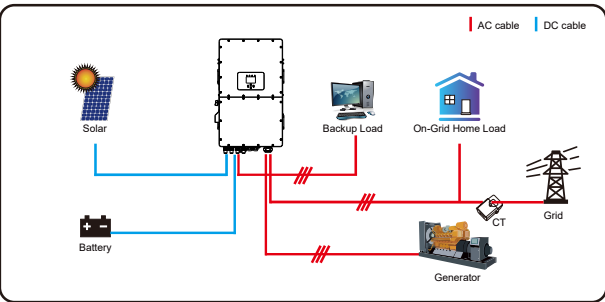 AC cable
DC cable
Solar
Backup Load
On-Grid Home Load
CT
Grid
Battery
Generator